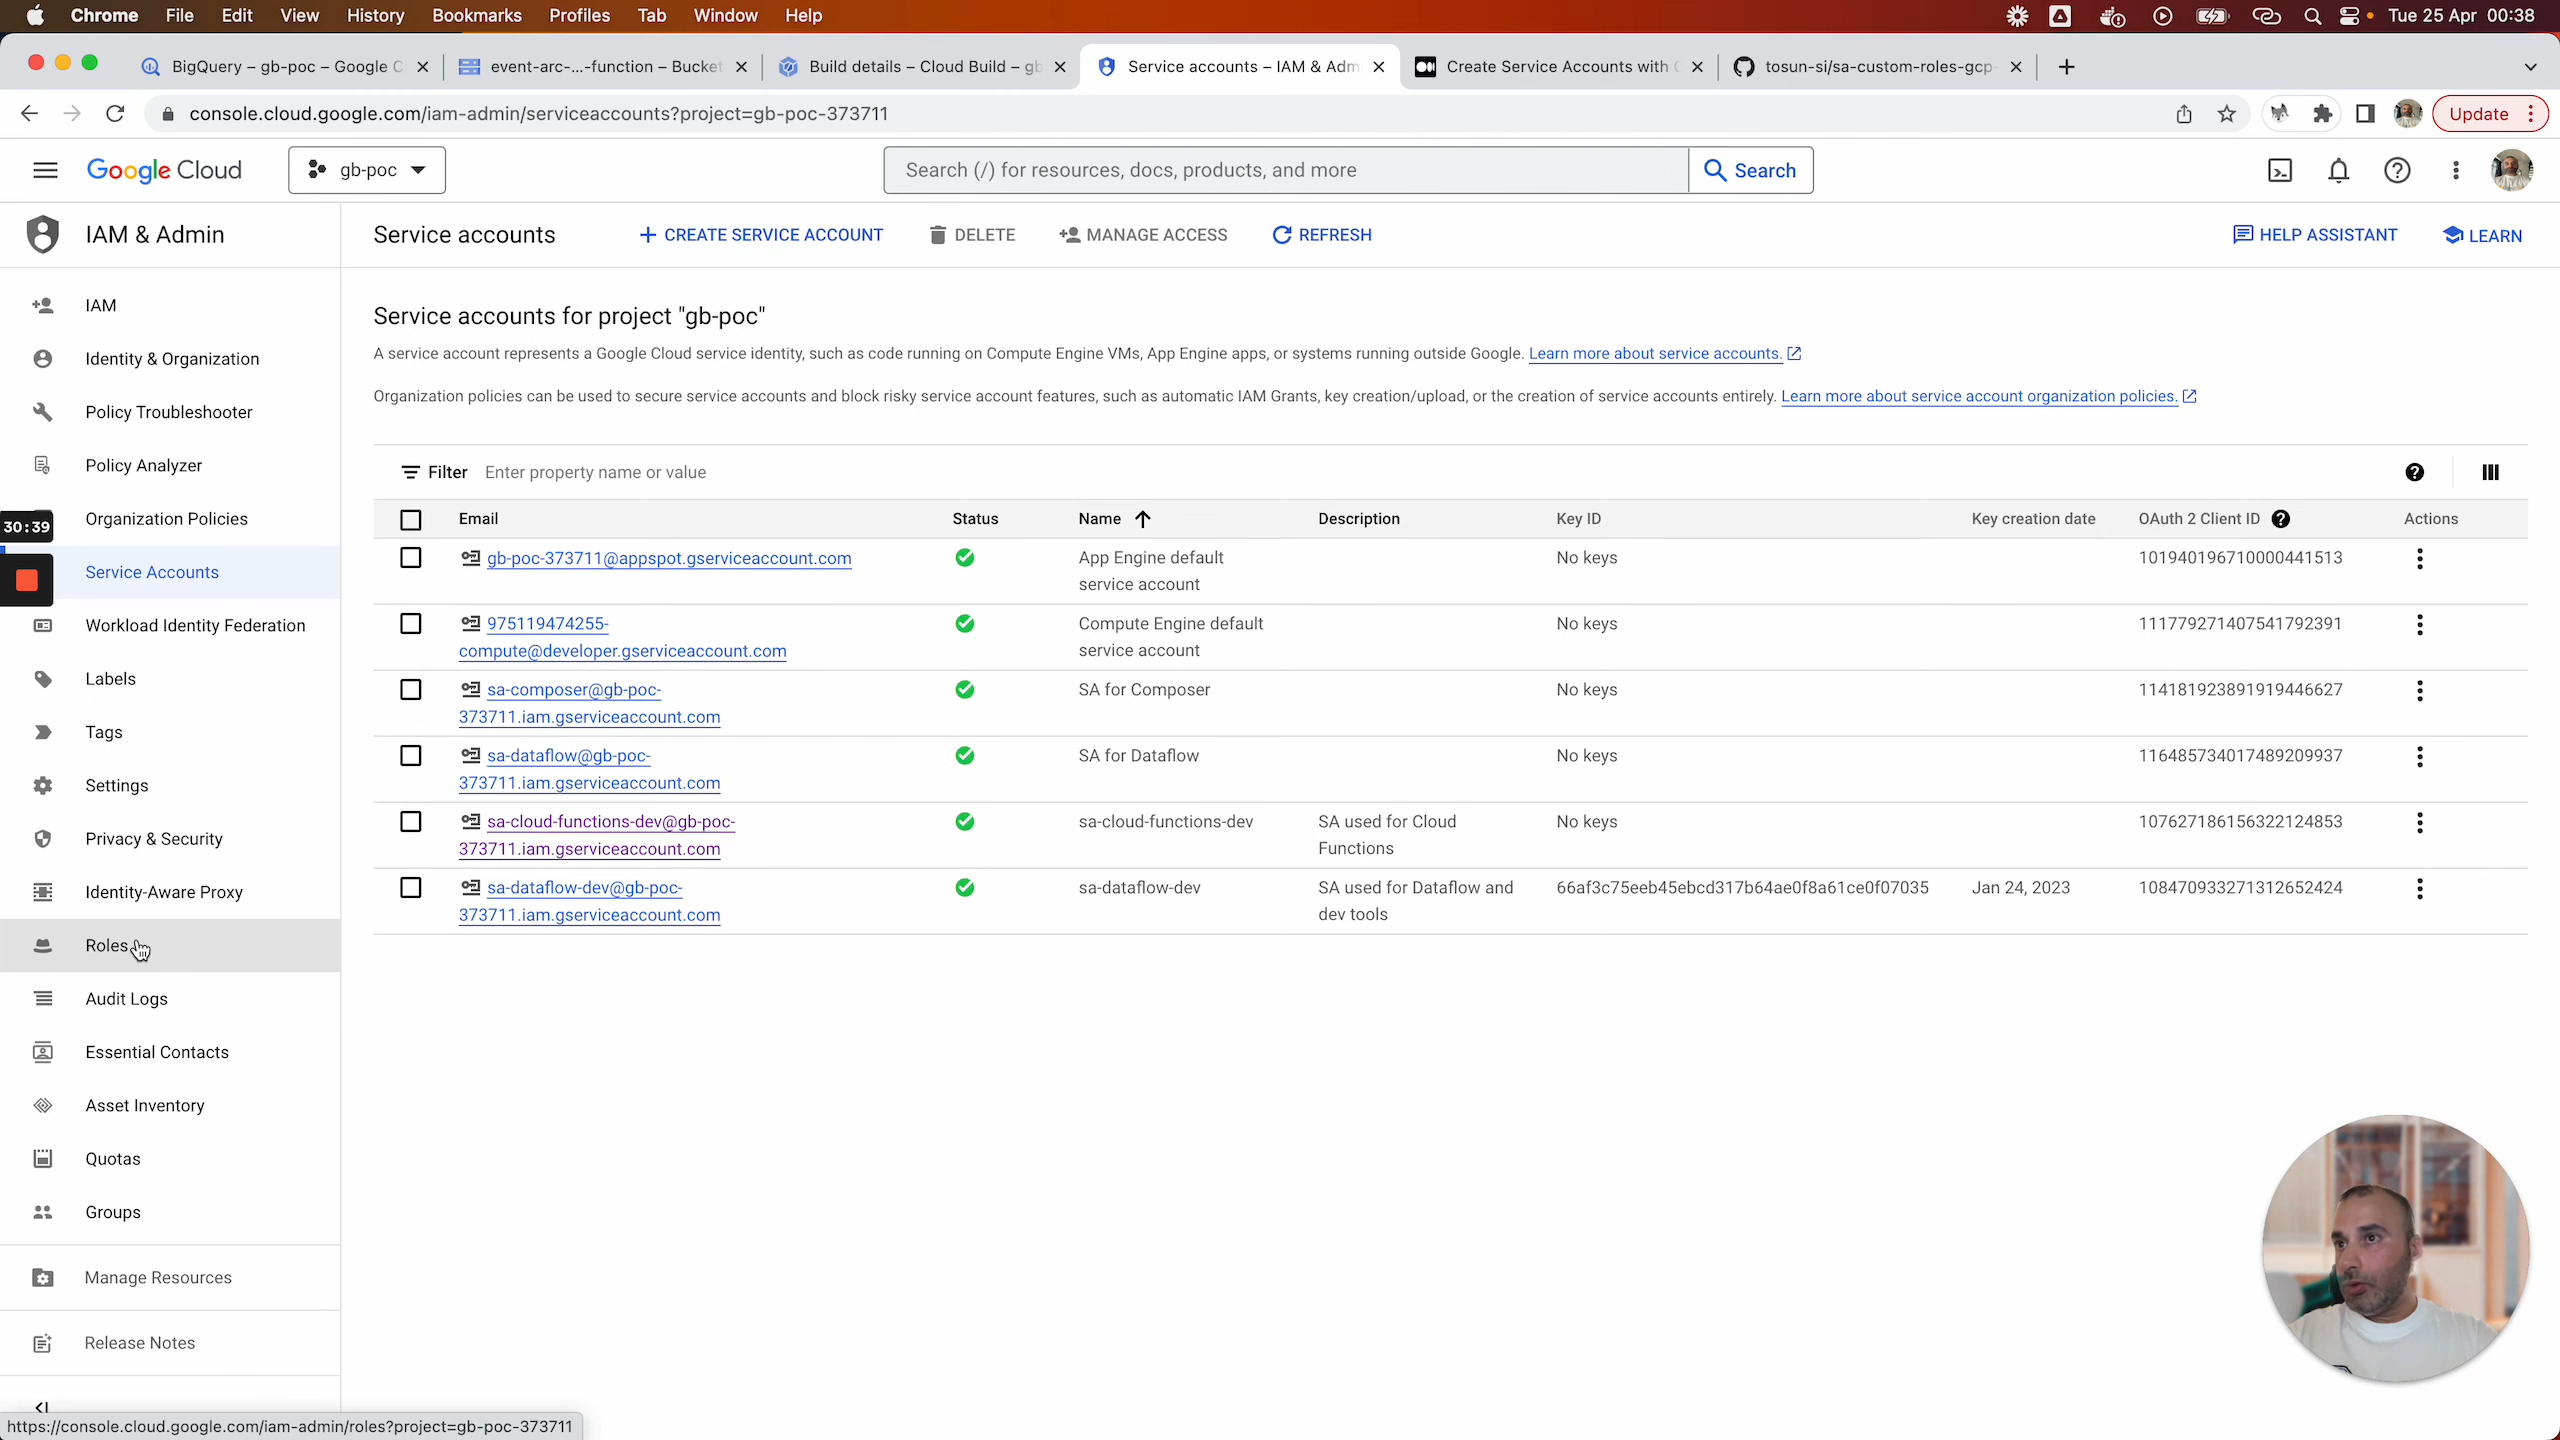 Chrome File Edit View History Bookmarks Profiles Tab Window Help Tue 25 Apr 00:38
BigQuery – gb-poc – Google C event-arc-...-function – Bucket Build details – Cloud Build – gb Service accounts – IAM & Adm Create Service Accounts with tosun-si/sa-custom-roles-gcp-
console.cloud.google.com/iam-admin/serviceaccounts?project=gb-poc-373711 Update
Google Cloud gb-poc Search (/) for resources, docs, products, and more Search
IAM & Admin Service accounts CREATE SERVICE ACCOUNT DELETE MANAGE ACCESS REFRESH HELP ASSISTANT LEARN
IAM
Identity & Organization
Policy Troubleshooter
Policy Analyzer
Organization Policies
30:39
Service Accounts
Workload Identity Federation
Labels
Tags
Settings
Privacy & Security
Identity-Aware Proxy
Roles
Audit Logs
Essential Contacts
Asset Inventory
Quotas
Groups
Manage Resources
Release Notes
Service accounts for project "gb-poc"
A service account represents a Google Cloud service identity, such as code running on Compute Engine VMs, App Engine apps, or systems running outside Google. Learn more about service accounts.
Organization policies can be used to secure service accounts and block risky service account features, such as automatic IAM Grants, key creation/upload, or the creation of service accounts entirely. Learn more about service account organization policies.
Filter Enter property name or value
Email Status Name Description Key ID Key creation date OAuth 2 Client ID Actions
gb-poc-373711@appspot.gserviceaccount.com App Engine default No keys 101940196710000441513
service account
975119474255- Compute Engine default No keys 111779271407541792391
compute@developer.gserviceaccount.com service account
sa-composer@gb-poc- SA for Composer No keys 114181923891919446627
373711.iam.gserviceaccount.com
sa-dataflow@gb-poc- SA for Dataflow No keys 116485734017489209937
373711.iam.gserviceaccount.com
sa-cloud-functions-dev@gb-poc- sa-cloud-functions-dev SA used for Cloud No keys 107627186156322124853
373711.iam.gserviceaccount.com Functions
sa-dataflow-dev@gb-poc- sa-dataflow-dev SA used for Dataflow and 66af3c75eeb45ebcd317b64ae0f8a61ce0f07035 Jan 24, 2023 108470933271312652424
373711.iam.gserviceaccount.com dev tools
https://console.cloud.google.com/iam-admin/roles?project=gb-poc-373711